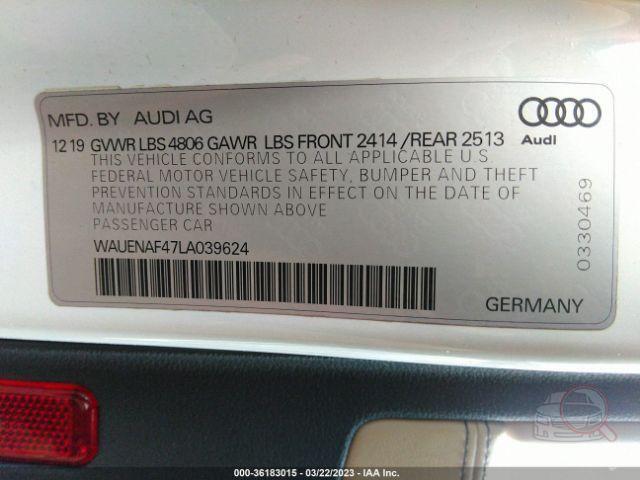 MFD. BY AUDI AG
12 19 GVWR LBS 4806 GAWR LBS FRONT 2414 /REAR 2513
THIS VEHICLE CONFORMS TO ALL APPLICABLE U.S.
FEDERAL MOTOR VEHICLE SAFETY, BUMPER AND THEFT
PREVENTION STANDARDS IN EFFECT ON THE DATE OF
MANUFACTURE SHOWN ABOVE
PASSENGER CAR
WAUENAF47LA039624
Audi
0330469
GERMANY
000-36183015 - 03/22/2023 - IAA Inc.